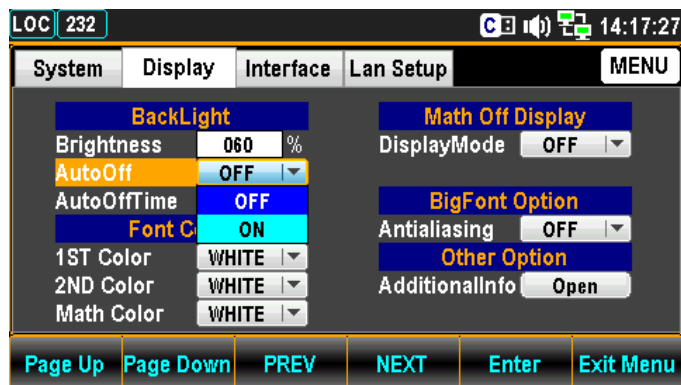 LOC 232 C 14:17:27
System Display Interface Lan Setup MENU
BackLight
Brightness 060 %
AutoOff OFF
AutoOffTime OFF
ON
1ST Color WHITE
2ND Color WHITE
Math Color WHITE
Math Off Display
DisplayMode OFF
BigFont Option
Antialiasing OFF
Other Option
AdditionalInfo Open
Page Up Page Down PREV NEXT Enter Exit Menu